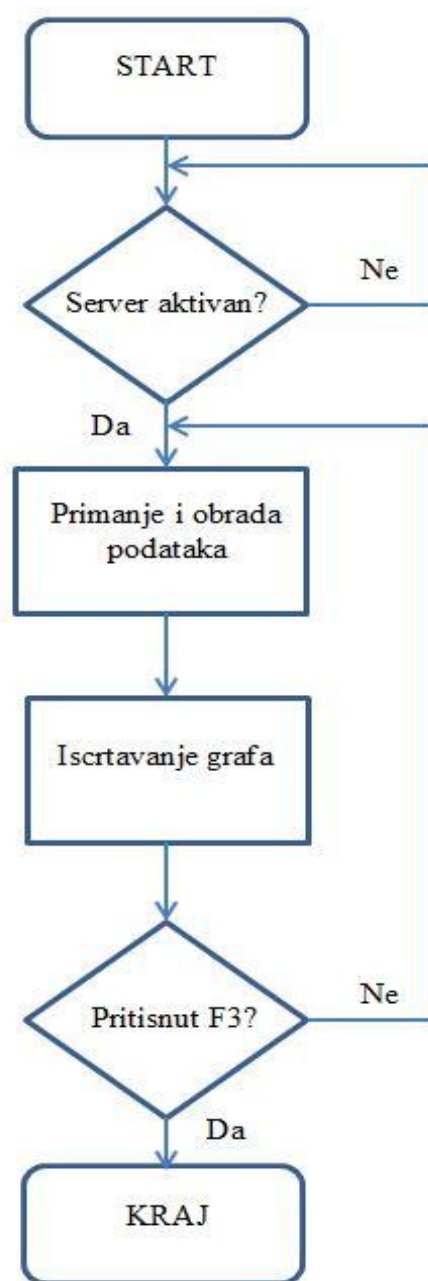 START
Ne
Server aktivan?
Da
Primanje i obrada
podataka
Iscrtavanje grafa
Ne
Pritisnut F3?
Da
KRAJ